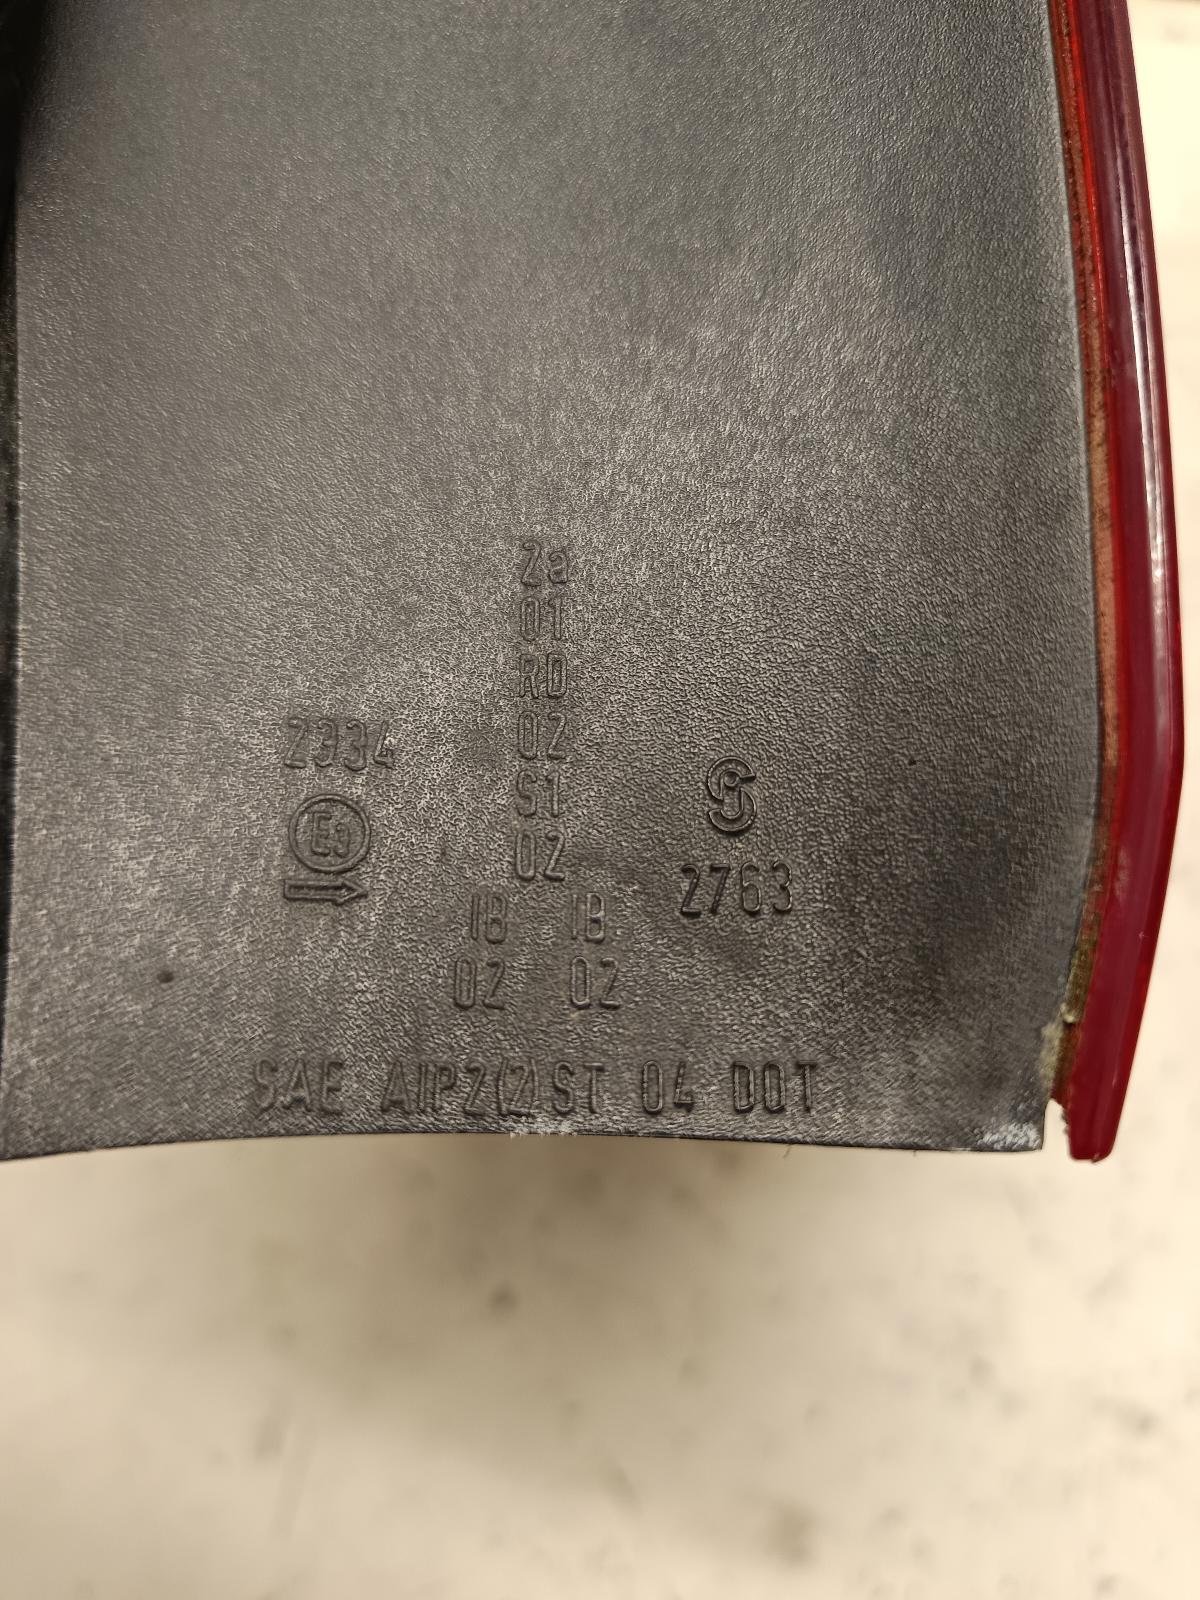 2a
01
RD
02
S1
02
IB IB
02 02
2334
E9
2763
SAE AIP2(2)ST 04 DOT